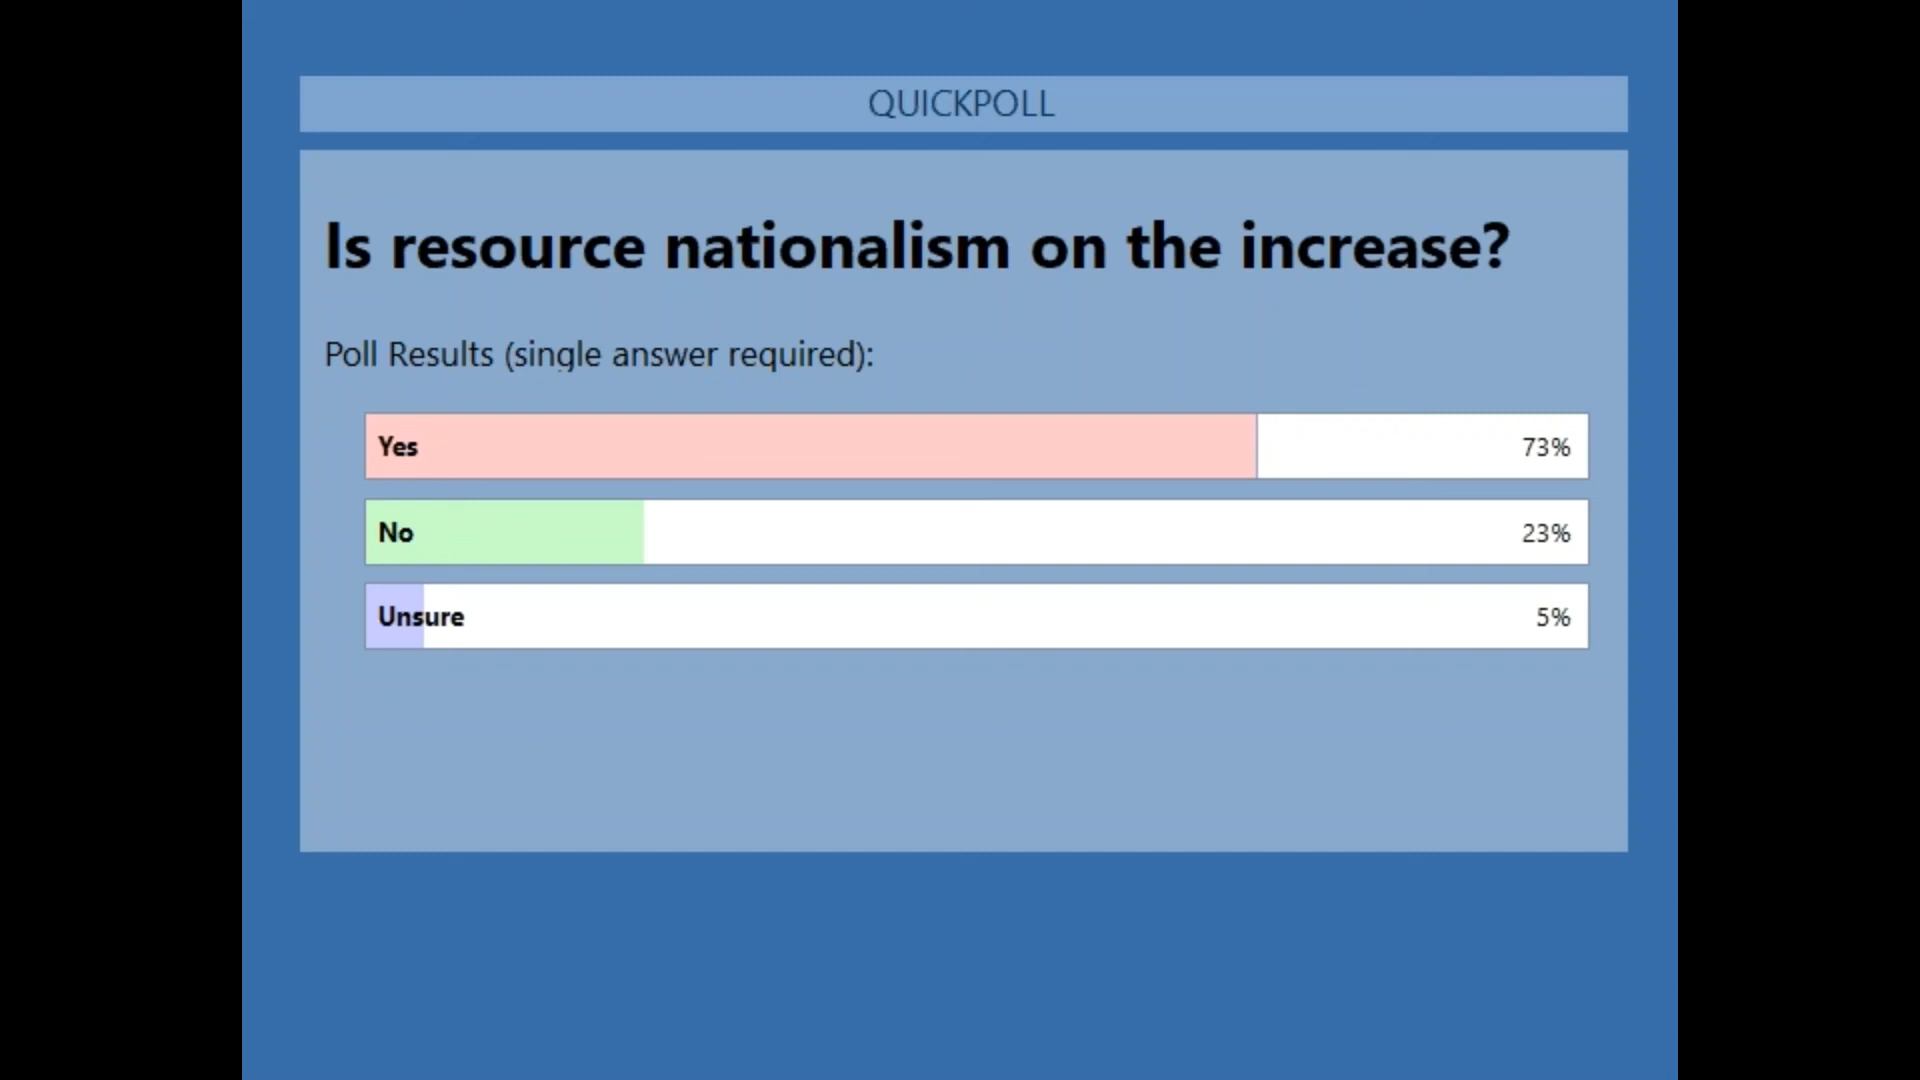 QUICKPOLL
Is resource nationalism on the increase?
Poll Results (single answer required):
Yes 73%
No 23%
Unsure 5%